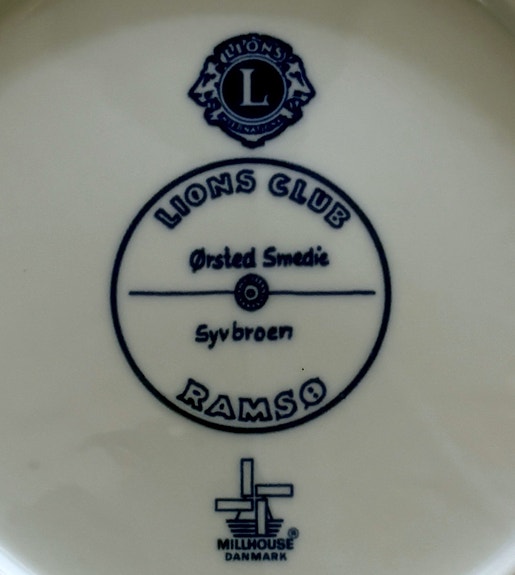 LIONS
L
INTERNATIONAL
LIONS CLUB
Ørsted Smedie
Syvbroen
RAMSØ
MILLHOUSE®
DANMARK